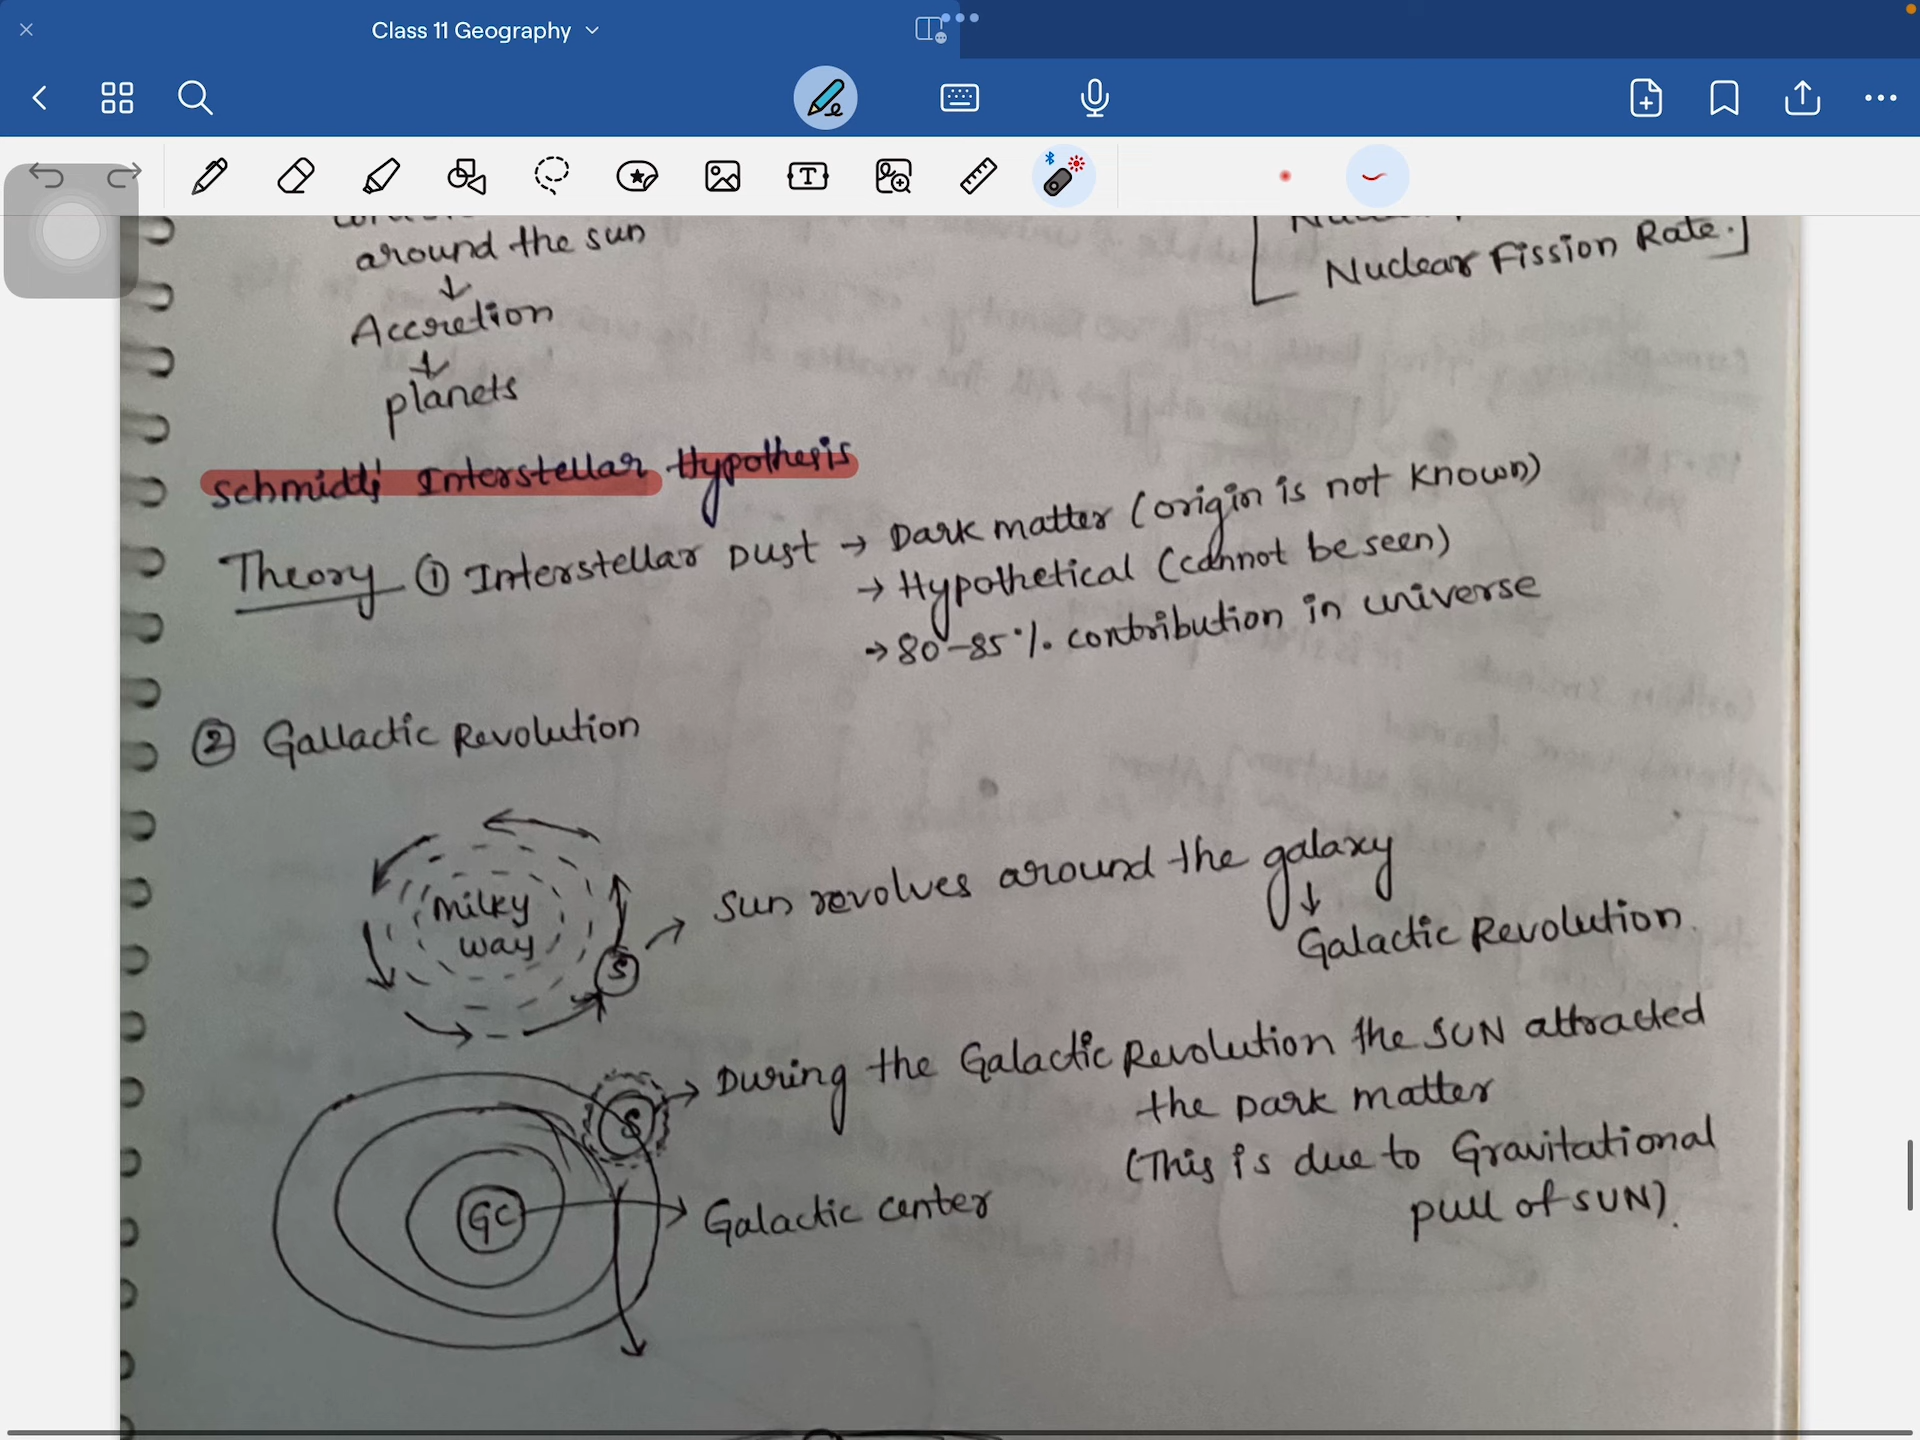 Class 11 Geography
around the sun
↓
Accretion
↓
planets
Nuclear Fission Rate.]
Schmidt's Interstellar Hypothesis
Theory ① Interstellar Dust → Dark matter (origin is not known)
→ Hypothetical (cannot be seen)
→ 80-85% contribution in universe
② Gallactic Revolution
milky way
S → Sun revolves around the galaxy
↓
Galactic Revolution.
S → During the Galactic Revolution the SUN attracted
the Dark matter
(This is due to Gravitational
pull of SUN).
GC → Galactic center